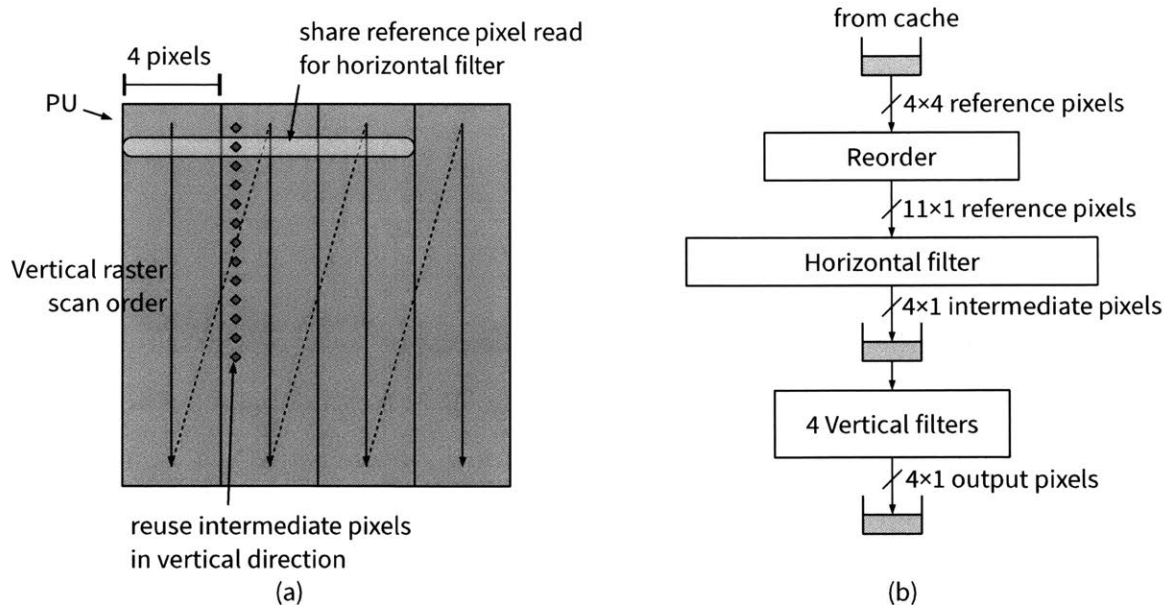 share reference pixel read
for horizontal filter
4 pixels
PU
Vertical raster
scan order
reuse intermediate pixels
in vertical direction
(a)
from cache
4×4 reference pixels
Reorder
11×1 reference pixels
Horizontal filter
4×1 intermediate pixels
4 Vertical filters
4×1 output pixels
(b)